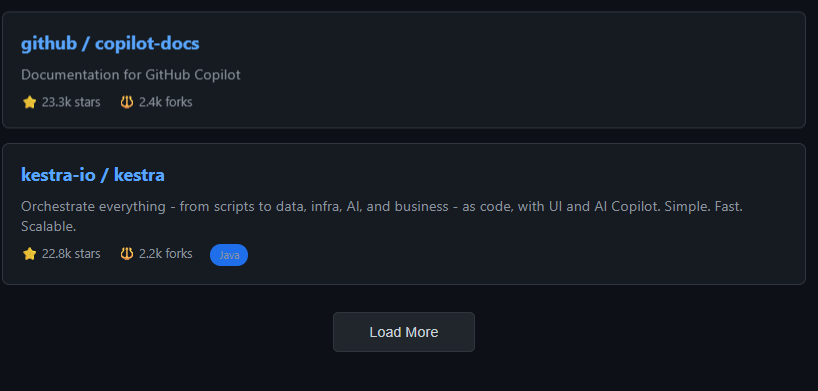 github / copilot-docs
Documentation for GitHub Copilot
23.3k stars 2.4k forks
kestra-io / kestra
Orchestrate everything - from scripts to data, infra, AI, and business - as code, with UI and AI Copilot. Simple. Fast.
Scalable.
22.8k stars 2.2k forks Java
Load More